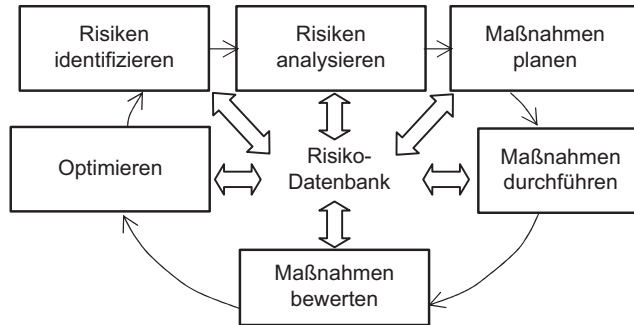 Risiken
identifizieren
Risiken
analysieren
Maßnahmen
planen
Optimieren
Risiko-
Datenbank
Maßnahmen
durchführen
Maßnahmen
bewerten